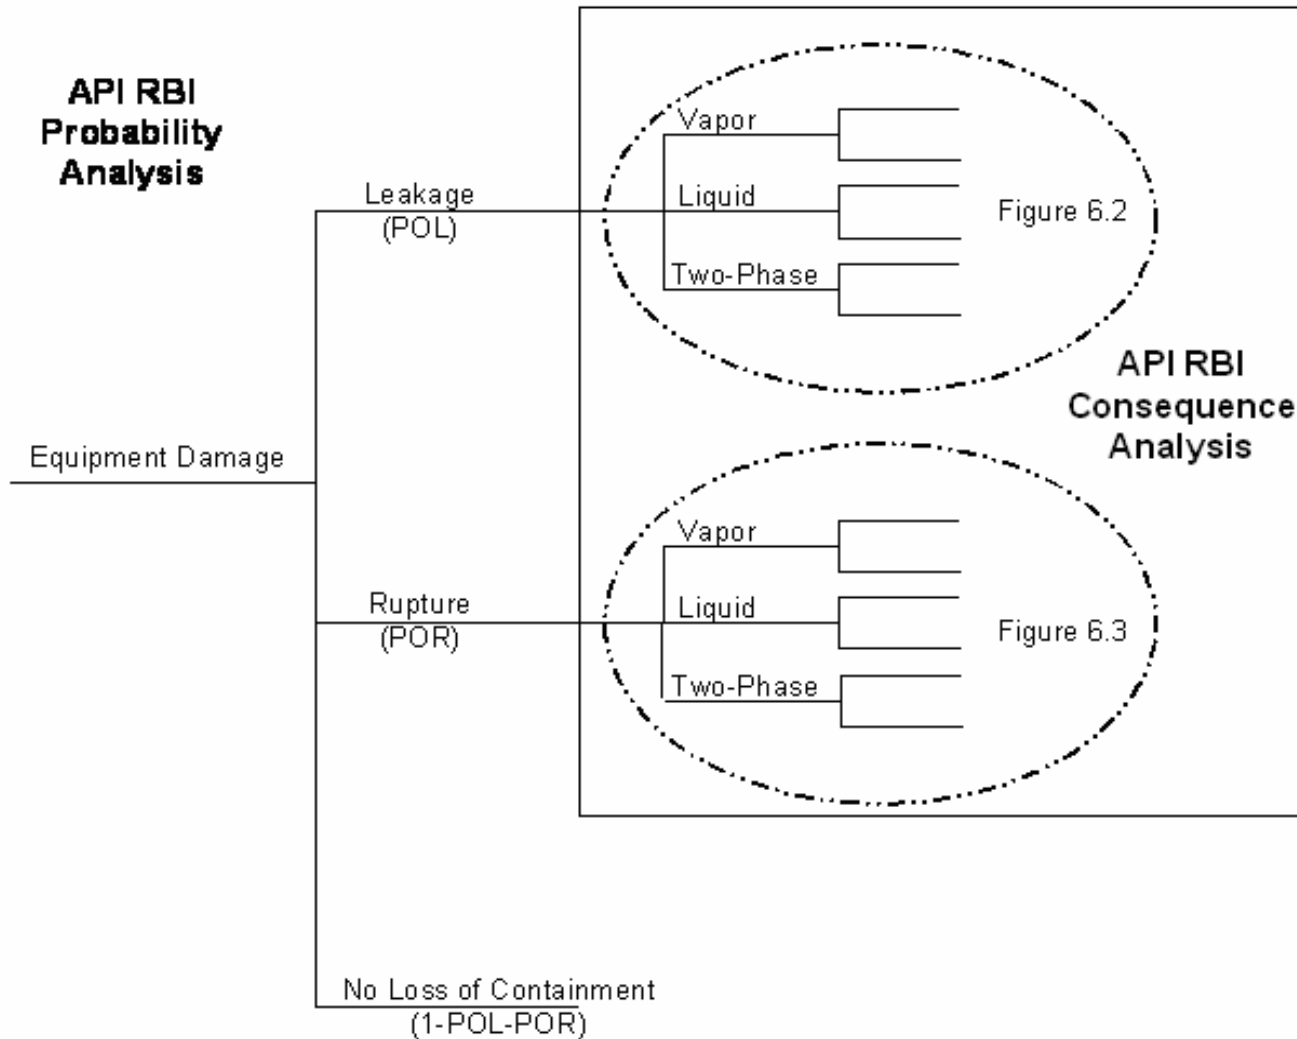 API RBI
Probability
Analysis
Equipment Damage
Leakage
(POL)
Vapor
Liquid
Two-Phase
Figure 6.2
API RBI
Consequence
Analysis
Rupture
(POR)
Vapor
Liquid
Two-Phase
Figure 6.3
No Loss of Containment
(1-POL-POR)